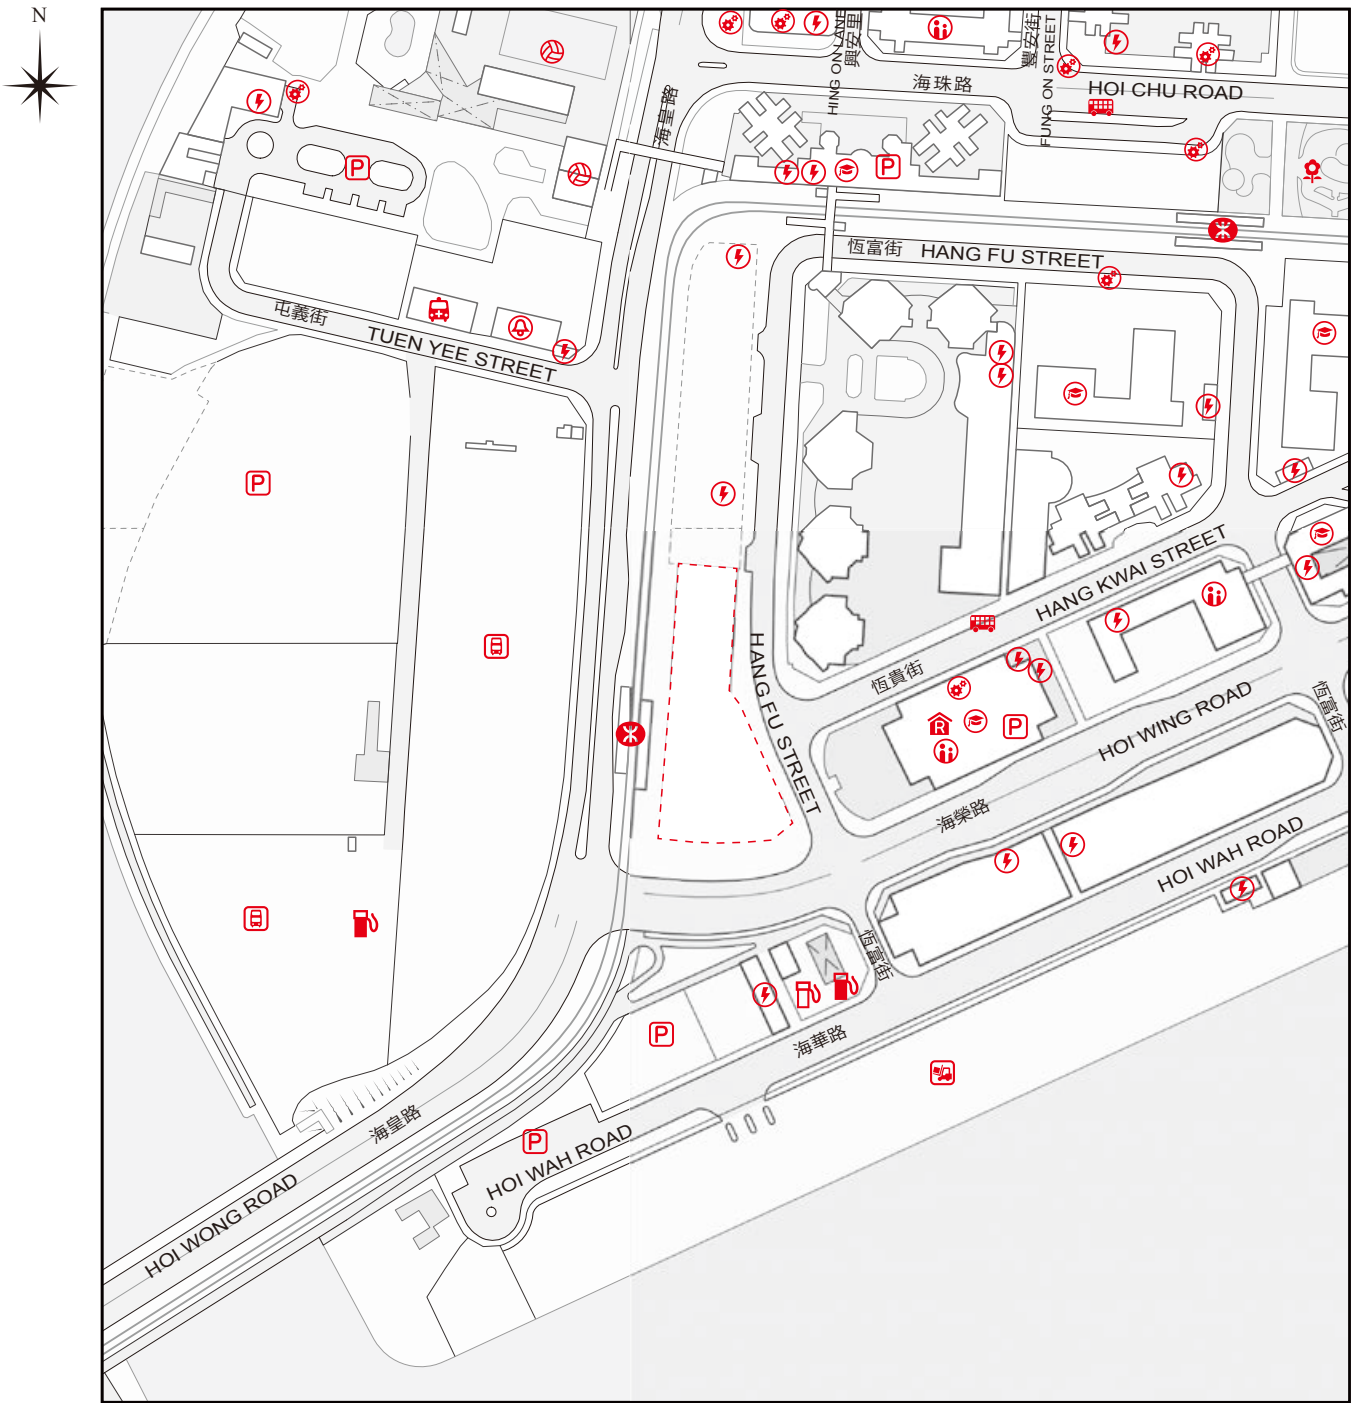 N
HING ON LANE
興安里
豐安街
FUNG ON STREET
海珠路
HOI CHU ROAD
海皇路
P
P
恆富街 HANG FU STREET
屯義街
TUEN YEE STREET
P
HANG KWAI STREET
恆貴街
HANG FU STREET
HOI WING ROAD
恆富街
R
P
海榮路
HOI WAH ROAD
恆富街
P
海華路
海皇路
P
HOI WAH ROAD
HOI WONG ROAD